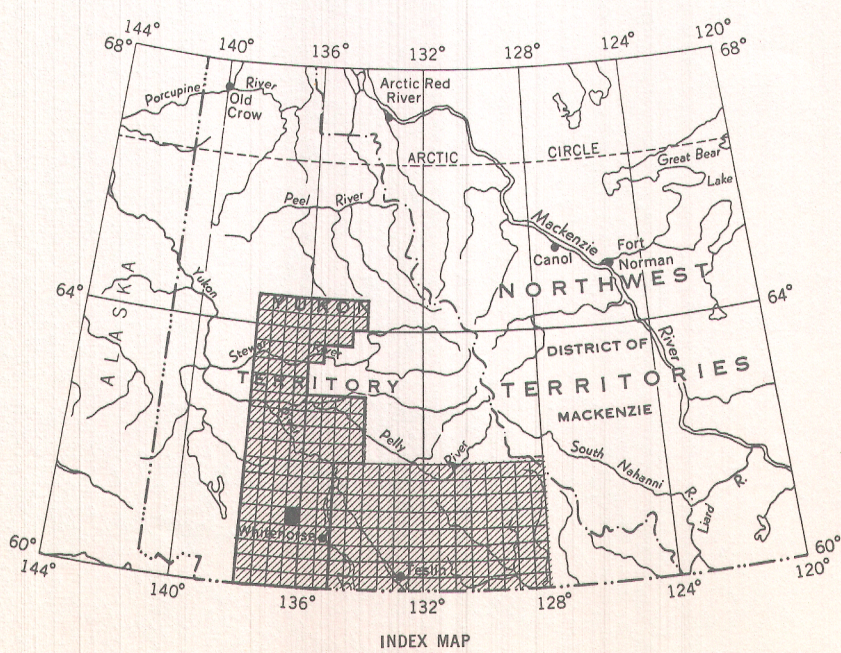 144°
140°
136°
132°
128°
124°
120°
68°
68°
Porcupine River
Old
Crow
Arctic Red
River
ARCTIC CIRCLE
Great Bear
Lake
Peel River
Mackenzie
Canol
Fort
Norman
NORTHWEST
Yukon
ALASKA
64°
64°
YUKON
Stewart River
TERRITORY
DISTRICT OF
TERRITORIES
MACKENZIE
River
Pelly
River
South Nahanni R.
Liard R.
Whitehorse
Teslin
60°
60°
144°
140°
136°
132°
128°
124°
120°
INDEX MAP